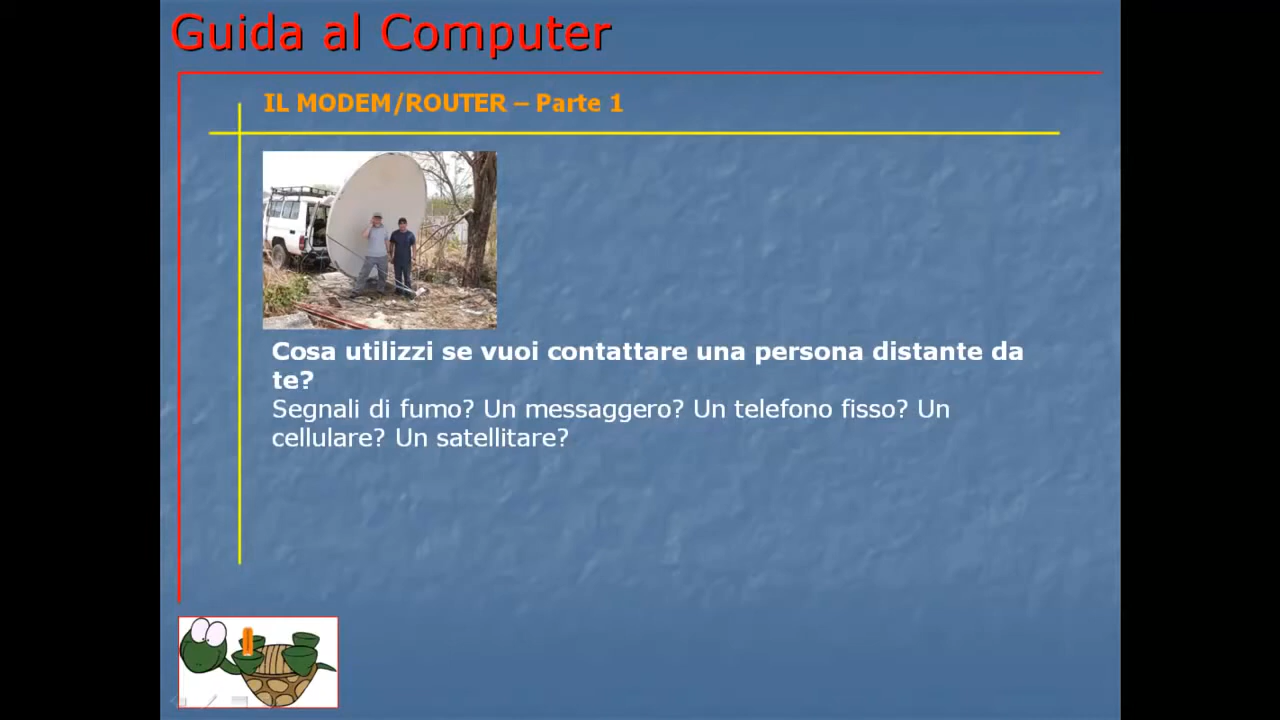 Guida al Computer
IL MODEM/ROUTER – Parte 1
Cosa utilizzi se vuoi contattare una persona distante da
te?
Segnali di fumo? Un messaggero? Un telefono fisso? Un
cellulare? Un satellitare?